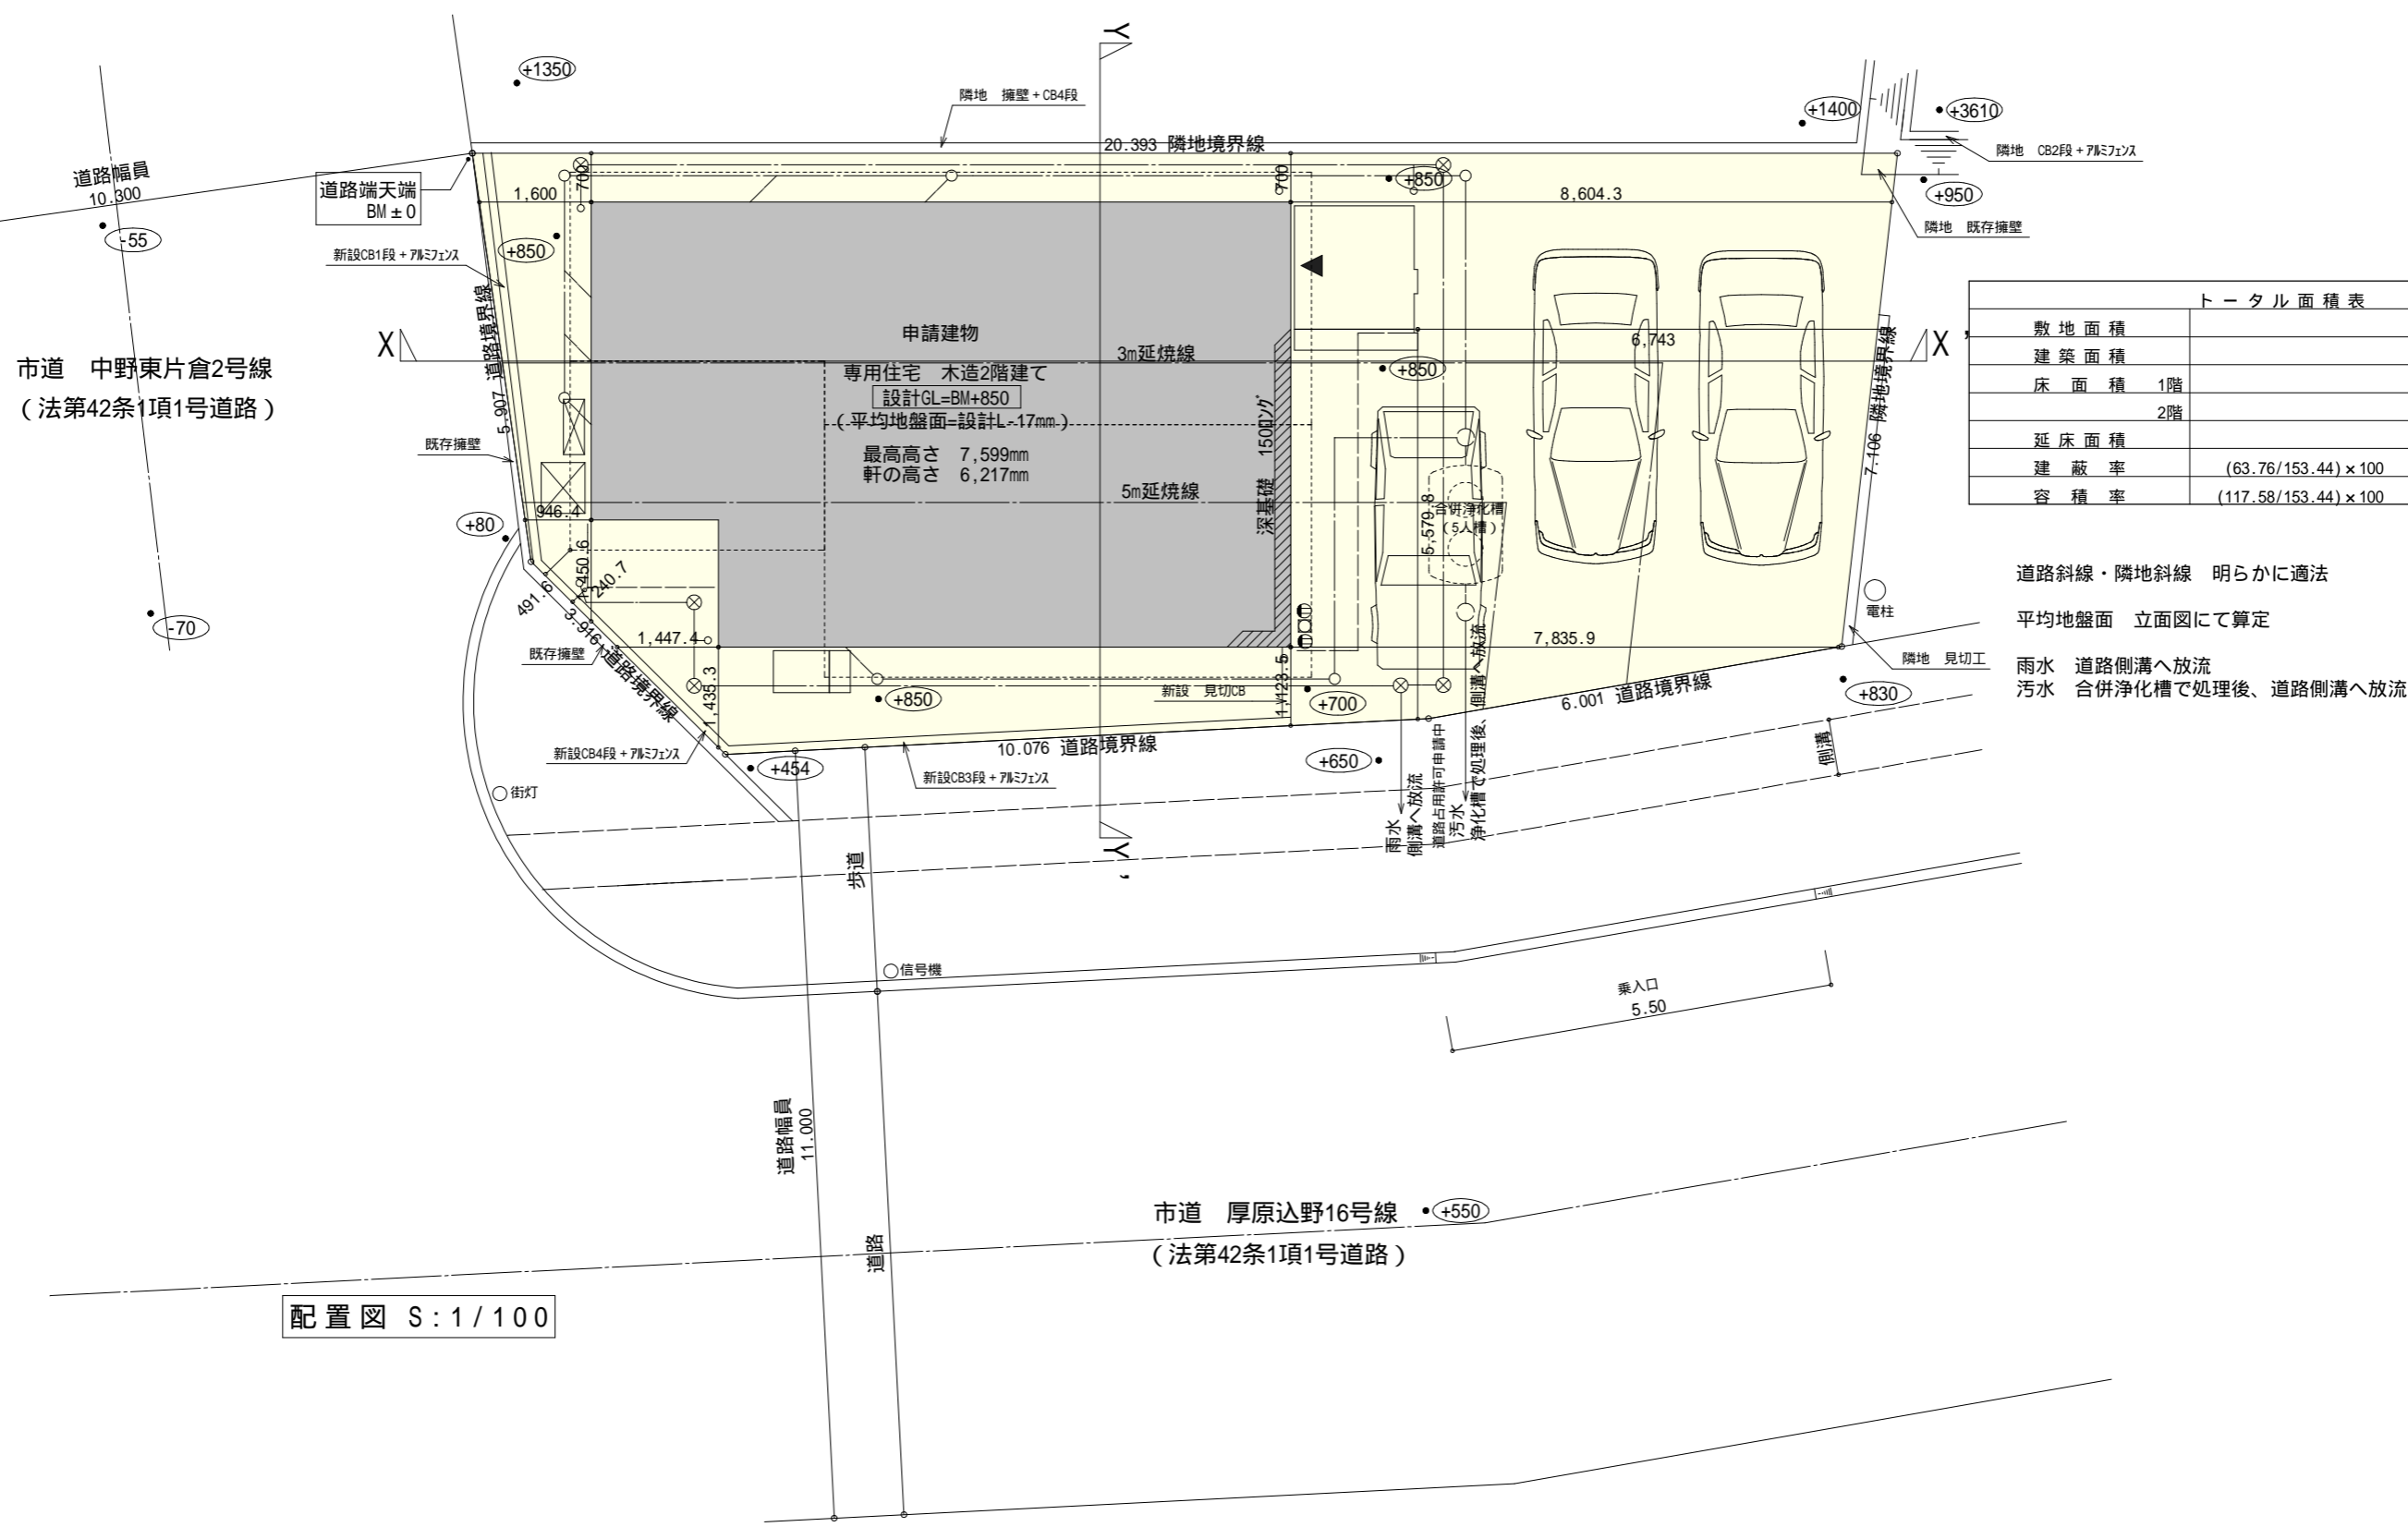 +1350
隣地 擁壁+CB4段
+1400
+3610
隣地 CB2段+アルミフェンス
20.393 隣地境界線
道路幅員
10.300
道路端天端
BM±0
-55
1,600
700
700
+850
8,604.3
+950
隣地 既存擁壁
+850
新設CB1段+アルミフェンス
5.907 道路境界線
市道 中野東片倉2号線
(法第42条1項1号道路)
Y
X
申請建物
3m延焼線
専用住宅 木造2階建て
設計GL=BM+850
(平均地盤面=設計L-17mm)
最高高さ 7,599mm
軒の高さ 6,217mm
5m延焼線
深基礎 150ロング
+850
6,743
X'
7.106 隣地境界線
トータル面積表
敷地面積
建築面積
床面積 1階
2階
延床面積
建蔽率 (63.76/153.44)×100
容積率 (117.58/153.44)×100
既存擁壁
+80
946.4
合併浄化槽
(5人槽)
5,579.8
1,450.6
240.7
491.6
3.916 道路境界線
-70
既存擁壁
1,447.4
1,435.3
7,835.9
1,123.5
電柱
隣地 見切工
道路斜線・隣地斜線 明らかに適法
平均地盤面 立面図にて算定
雨水 道路側溝へ放流
汚水 合併浄化槽で処理後、道路側溝へ放流
+850
新設 見切CB
+700
6.001 道路境界線
+830
新設CB4段+アルミフェンス
+454
10.076 道路境界線
新設CB3段+アルミフェンス
+650
雨水
側溝へ放流
道路占用許可申請中
汚水
浄化槽で処理後、側溝へ放流
側溝
街灯
歩道
Y'
信号機
乗入口
5.50
道路幅員
11.000
道路
市道 厚原込野16号線
+550
(法第42条1項1号道路)
配置図 S:1/100